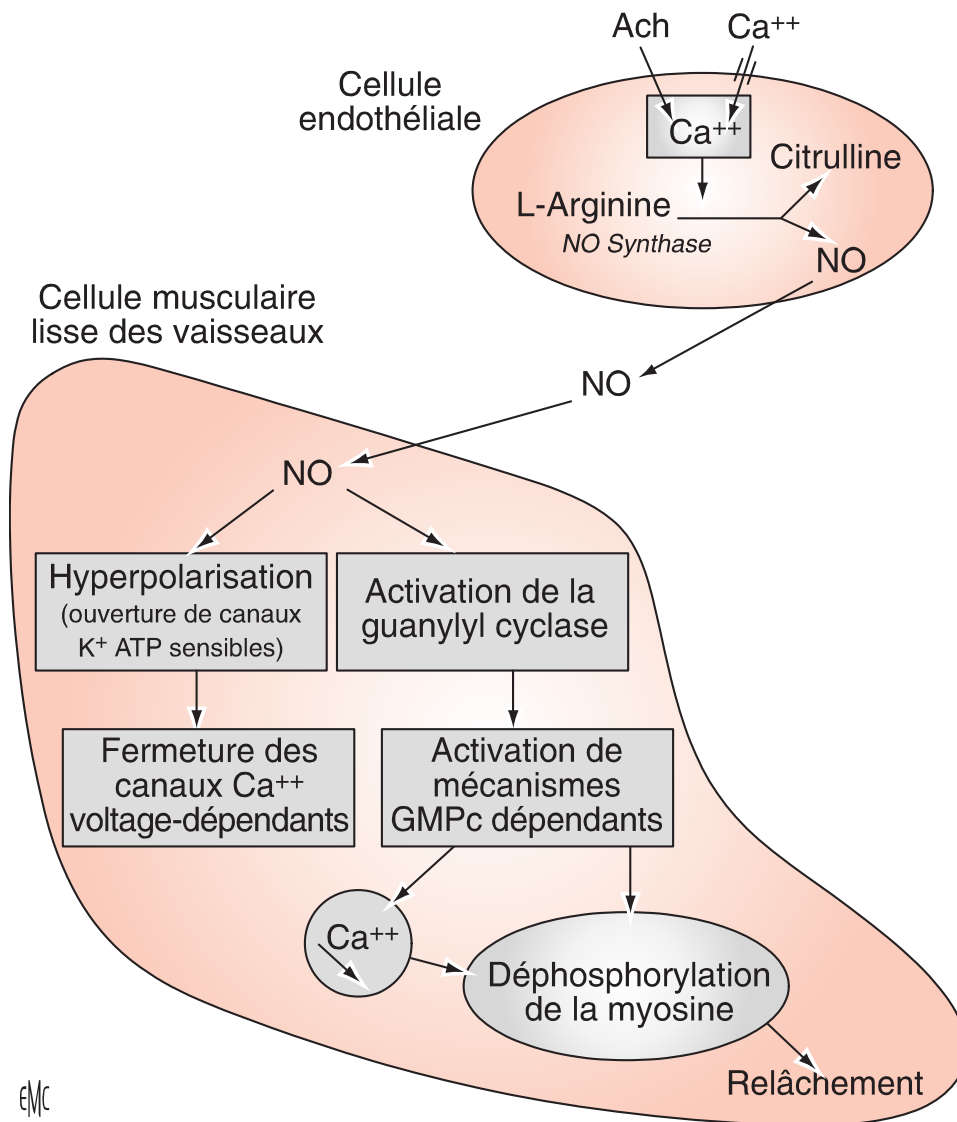 Ach
Ca++
Cellule
endothéliale
Ca++
Citrulline
L-Arginine
NO Synthase
NO
Cellule musculaire
lisse des vaisseaux
NO
NO
Hyperpolarisation
(ouverture de canaux
K+ ATP sensibles)
Activation de la
guanylyl cyclase
Fermeture des
canaux Ca++
voltage-dépendants
Activation de
mécanismes
GMPc dépendants
Ca++
Déphosphorylation
de la myosine
Relâchement
EMC